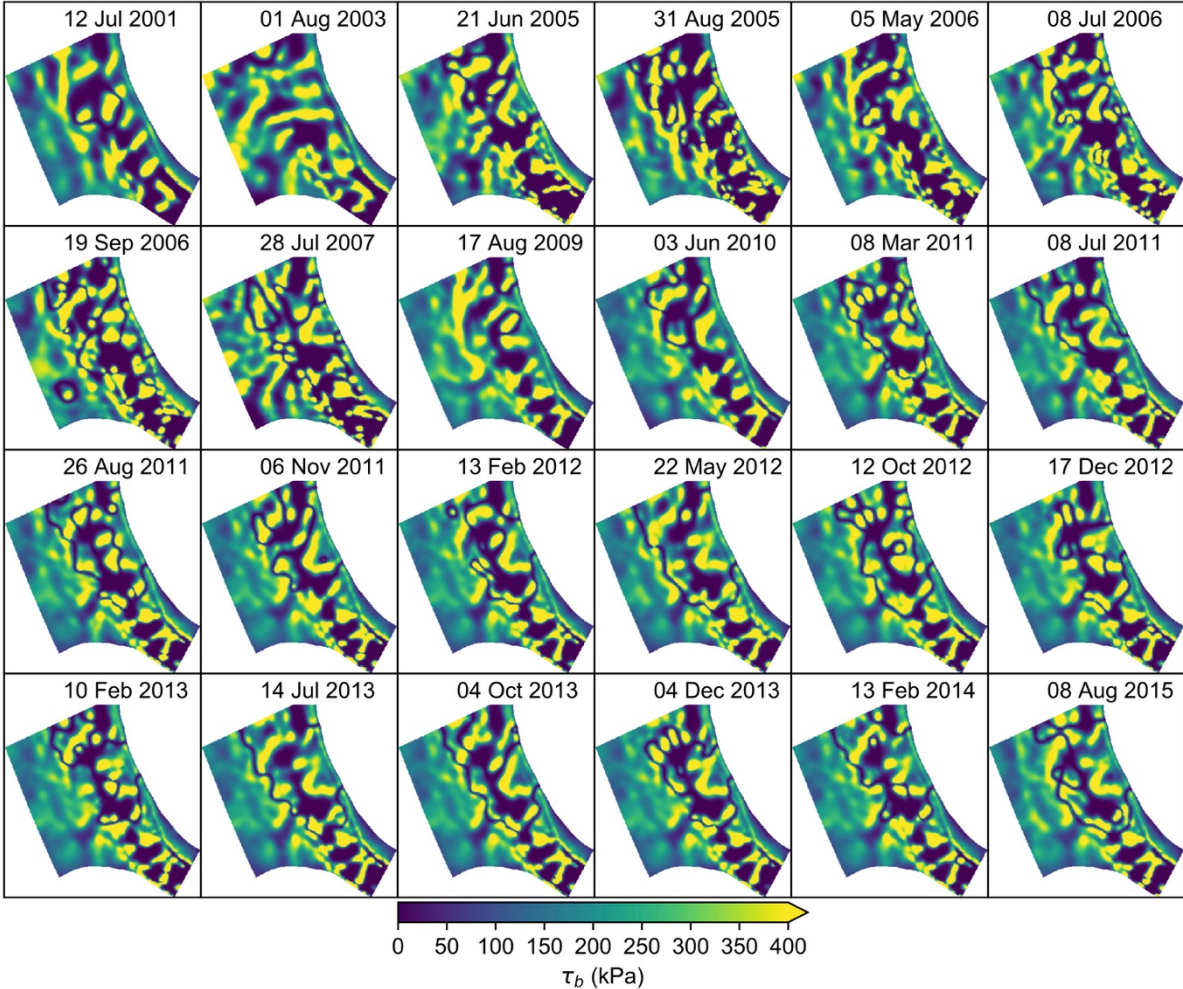 12 Jul 2001 01 Aug 2003 21 Jun 2005 31 Aug 2005 05 May 2006 08 Jul 2006
19 Sep 2006 28 Jul 2007 17 Aug 2009 03 Jun 2010 08 Mar 2011 08 Jul 2011
26 Aug 2011 06 Nov 2011 13 Feb 2012 22 May 2012 12 Oct 2012 17 Dec 2012
10 Feb 2013 14 Jul 2013 04 Oct 2013 04 Dec 2013 13 Feb 2014 08 Aug 2015
0 50 100 150 200 250 300 350 400
τb (kPa)